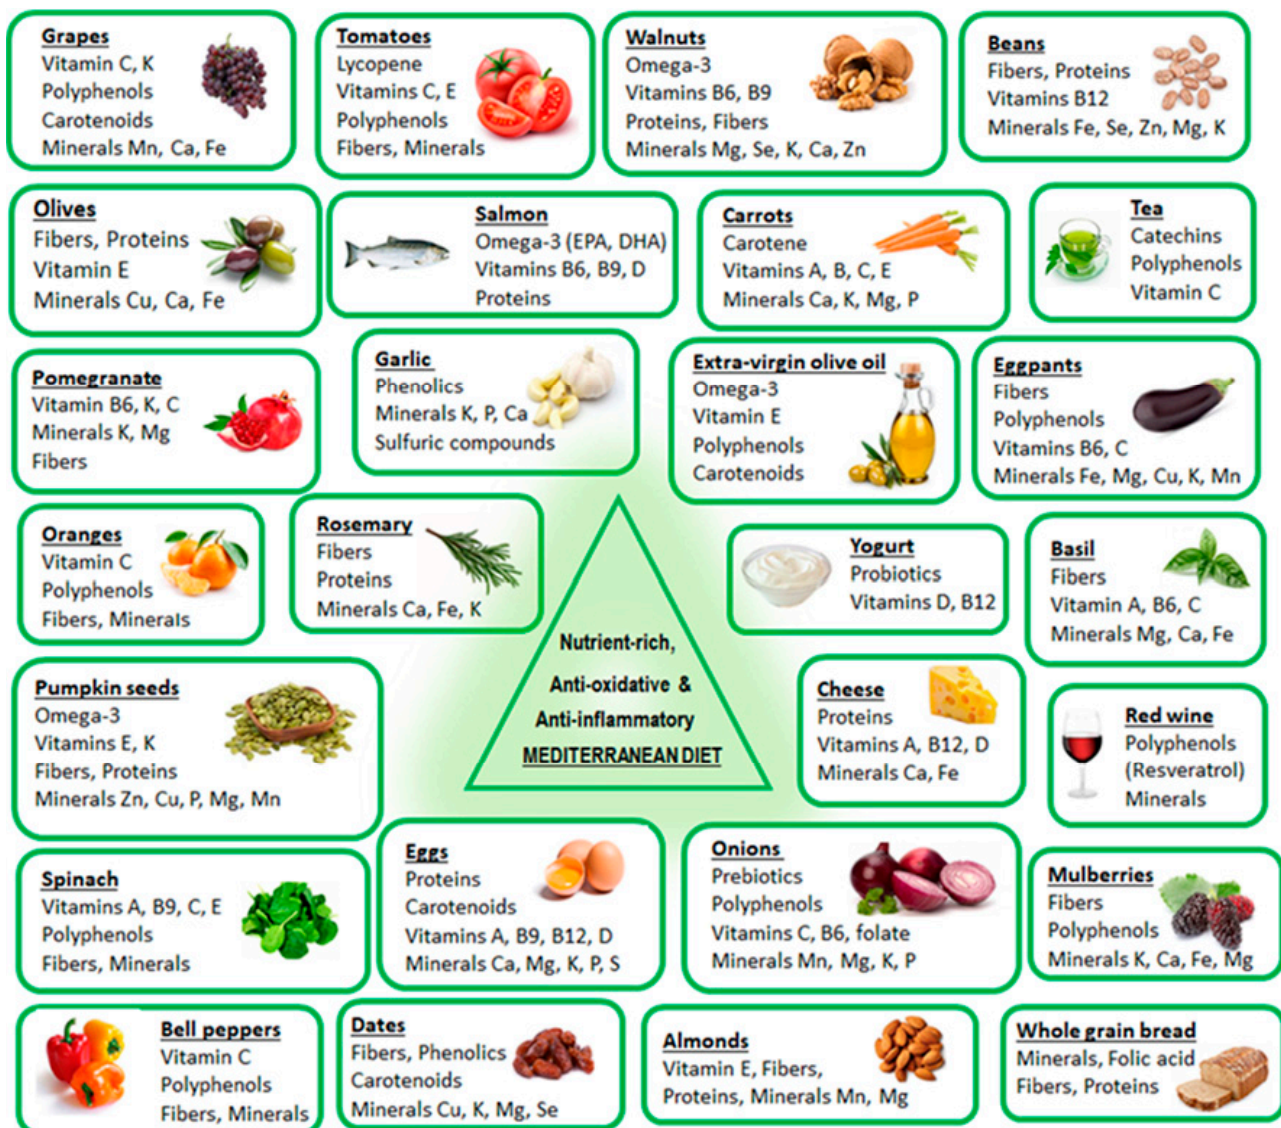 Grapes
Vitamin C, K
Polyphenols
Carotenoids
Minerals Mn, Ca, Fe
Tomatoes
Lycopene
Vitamins C, E
Polyphenols
Fibers, Minerals
Walnuts
Omega-3
Vitamins B6, B9
Proteins, Fibers
Minerals Mg, Se, K, Ca, Zn
Beans
Fibers, Proteins
Vitamins B12
Minerals Fe, Se, Zn, Mg, K
Olives
Fibers, Proteins
Vitamin E
Minerals Cu, Ca, Fe
Salmon
Omega-3 (EPA, DHA)
Vitamins B6, B9, D
Proteins
Carrots
Carotene
Vitamins A, B, C, E
Minerals Ca, K, Mg, P
Tea
Catechins
Polyphenols
Vitamin C
Pomegranate
Vitamin B6, K, C
Minerals K, Mg
Fibers
Garlic
Phenolics
Minerals K, P, Ca
Sulfuric compounds
Extra-virgin olive oil
Omega-3
Vitamin E
Polyphenols
Carotenoids
Eggpants
Fibers
Polyphenols
Vitamins B6, C
Minerals Fe, Mg, Cu, K, Mn
Oranges
Vitamin C
Polyphenols
Fibers, Minerals
Rosemary
Fibers
Proteins
Minerals Ca, Fe, K
Yogurt
Probiotics
Vitamins D, B12
Basil
Fibers
Vitamin A, B6, C
Minerals Mg, Ca, Fe
Nutrient-rich,
Anti-oxidative &
Anti-inflammatory
MEDITERRANEAN DIET
Pumpkin seeds
Omega-3
Vitamins E, K
Fibers, Proteins
Minerals Zn, Cu, P, Mg, Mn
Cheese
Proteins
Vitamins A, B12, D
Minerals Ca, Fe
Red wine
Polyphenols
(Resveratrol)
Minerals
Spinach
Vitamins A, B9, C, E
Polyphenols
Fibers, Minerals
Eggs
Proteins
Carotenoids
Vitamins A, B9, B12, D
Minerals Ca, Mg, K, P, S
Onions
Prebiotics
Polyphenols
Vitamins C, B6, folate
Minerals Mn, Mg, K, P
Mulberries
Fibers
Polyphenols
Minerals K, Ca, Fe, Mg
Bell peppers
Vitamin C
Polyphenols
Fibers, Minerals
Dates
Fibers, Phenolics
Carotenoids
Minerals Cu, K, Mg, Se
Almonds
Vitamin E, Fibers,
Proteins, Minerals Mn, Mg
Whole grain bread
Minerals, Folic acid
Fibers, Proteins